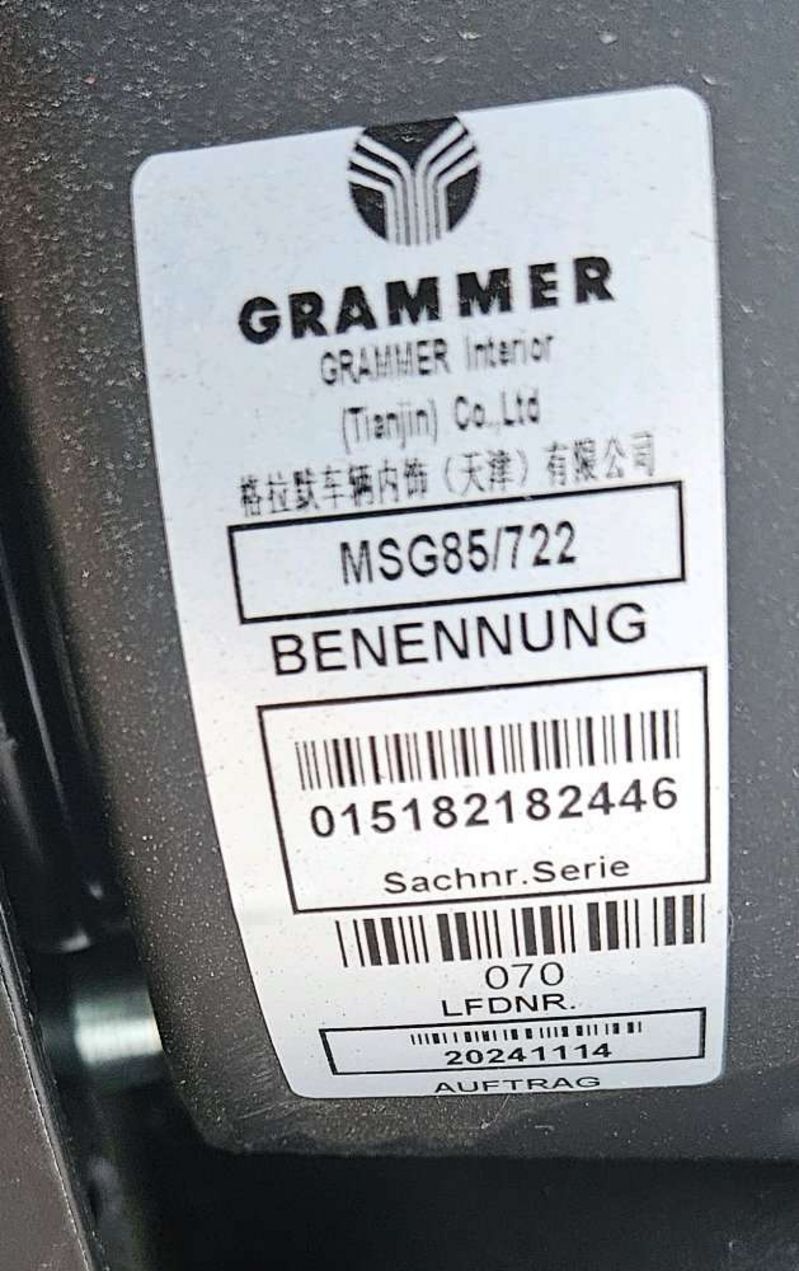 GRAMMER
GRAMMER Interior
(Tianjin) Co.,Ltd
格拉默车辆内饰（天津）有限公司
MSG85/722
BENENNUNG
015182182446
Sachnr.Serie
070
LFDNR.
20241114
AUFTRAG